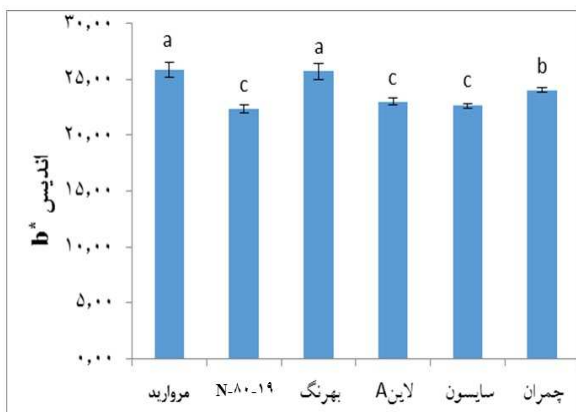 ۳۰,۰۰
۲۵,۰۰
۲۰,۰۰
۱۵,۰۰
۱۰,۰۰
۵,۰۰
۰,۰۰
اندیس b*
a
c
a
c
c
b
مروارید
N-۸۰-۱۹
بهرنگ
لاینA
سایسون
چمران